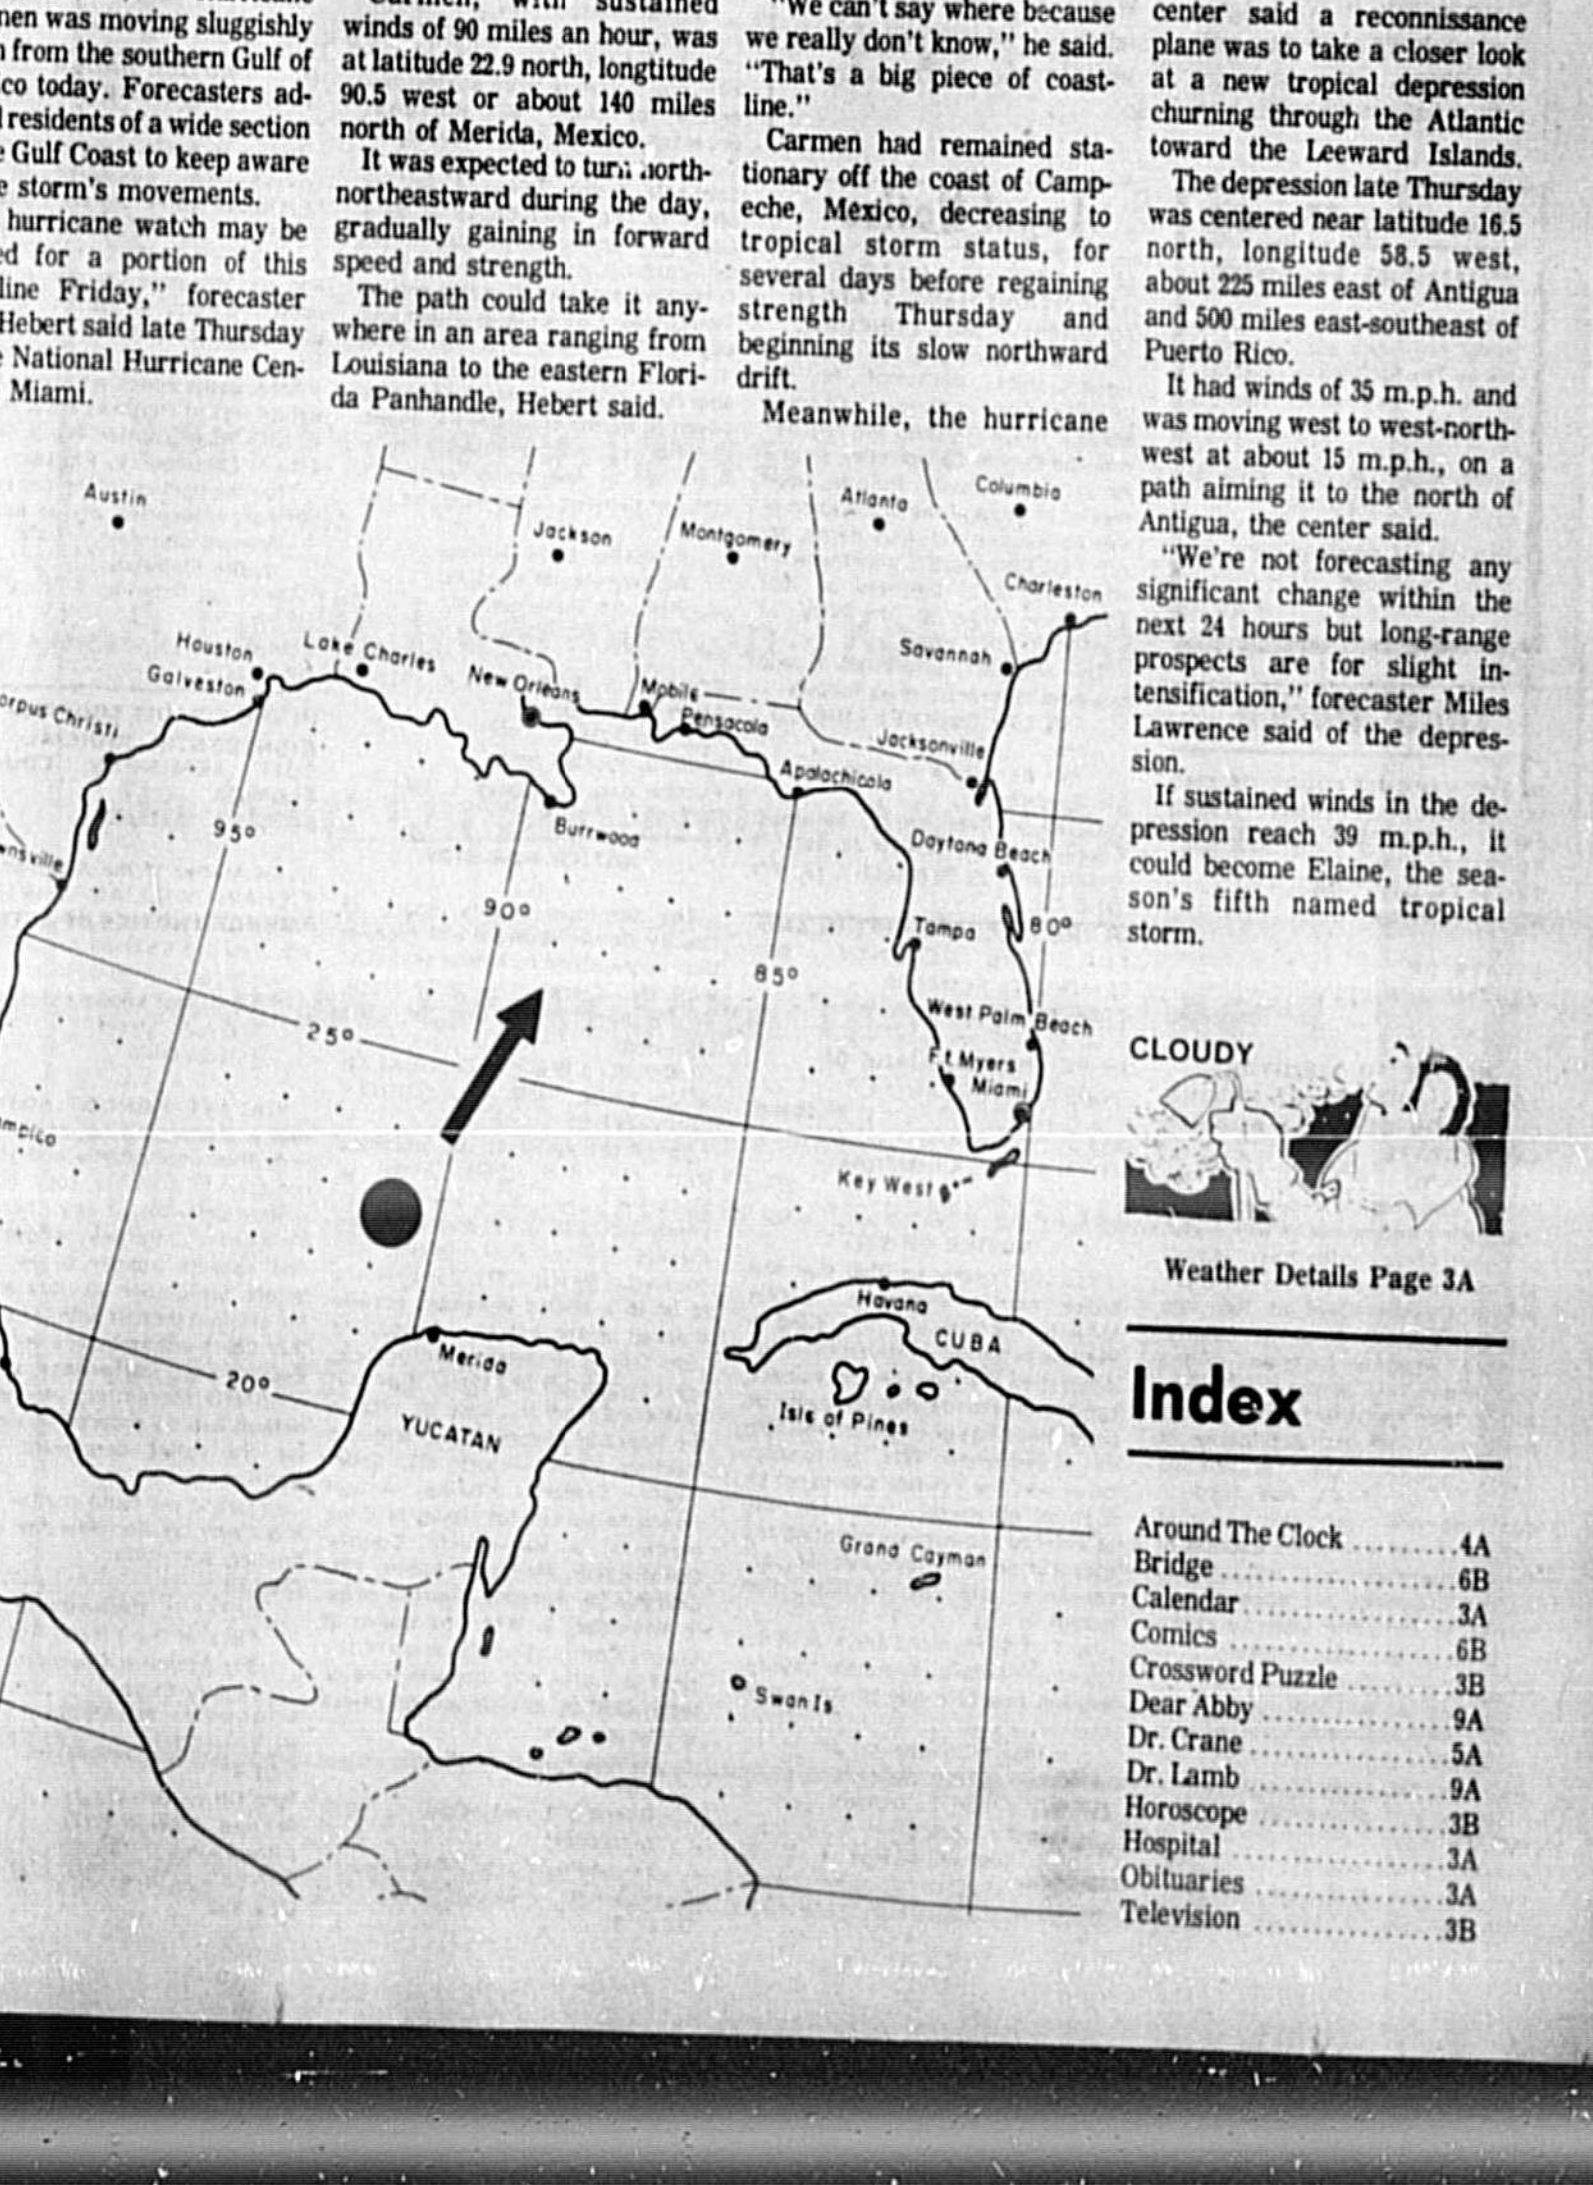 men was moving sluggishly
from the southern Gulf of
co today. Forecasters ad-
residents of a wide section
Gulf Coast to keep aware
storm's movements.
hurricane watch may be
ed for a portion of this
line Friday," forecaster
Hebert said late Thursday
National Hurricane Cen-
Miami.
with sustained
winds of 90 miles an hour, was
at latitude 22.9 north, longtitude
90.5 west or about 140 miles
north of Merida, Mexico.
It was expected to turn north-
northeastward during the day,
gradually gaining in forward
speed and strength.
The path could take it any-
where in an area ranging from
Louisiana to the eastern Flori-
da Panhandle, Hebert said.
"We can't say where because
we really don't know," he said.
"That's a big piece of coast-
line."
Carmen had remained sta-
tionary off the coast of Camp-
eche, Mexico, decreasing to
tropical storm status, for
several days before regaining
strength Thursday and
beginning its slow northward
drift.
Meanwhile, the hurricane
center said a reconnissance
plane was to take a closer look
at a new tropical depression
churning through the Atlantic
toward the Leeward Islands.
The depression late Thursday
was centered near latitude 16.5
north, longitude 58.5 west,
about 225 miles east of Antigua
and 500 miles east-southeast of
Puerto Rico.
It had winds of 35 m.p.h. and
was moving west to west-north-
west at about 15 m.p.h., on a
path aiming it to the north of
Antigua, the center said.
"We're not forecasting any
significant change within the
next 24 hours but long-range
prospects are for slight in-
tensification," forecaster Miles
Lawrence said of the depres-
sion.
If sustained winds in the de-
pression reach 39 m.p.h., it
could become Elaine, the sea-
son's fifth named tropical
storm.
Austin
Jackson
Montgomery
Atlanta
Columbia
Charleston
Savannah
Houston
Galveston
Lake Charles
New Orleans
Mobile
Pensacola
Jacksonville
Apalachicola
orpus Christi
Burrwood
Daytona Beach
wnsville
95°
90°
85°
80°
Tampa
West Palm Beach
Ft. Myers
Miami
25°
mpico
Key West
Havana
CUBA
Isle of Pines
Merida
YUCATAN
20°
Grand Cayman
Swan Is
CLOUDY
Weather Details Page 3A
Index
Around The Clock .........4A
Bridge ...................6B
Calendar .................3A
Comics ...................6B
Crossword Puzzle .........3B
Dear Abby ................9A
Dr. Crane ................5A
Dr. Lamb .................9A
Horoscope ................3B
Hospital .................3A
Obituaries ...............3A
Television ...............3B